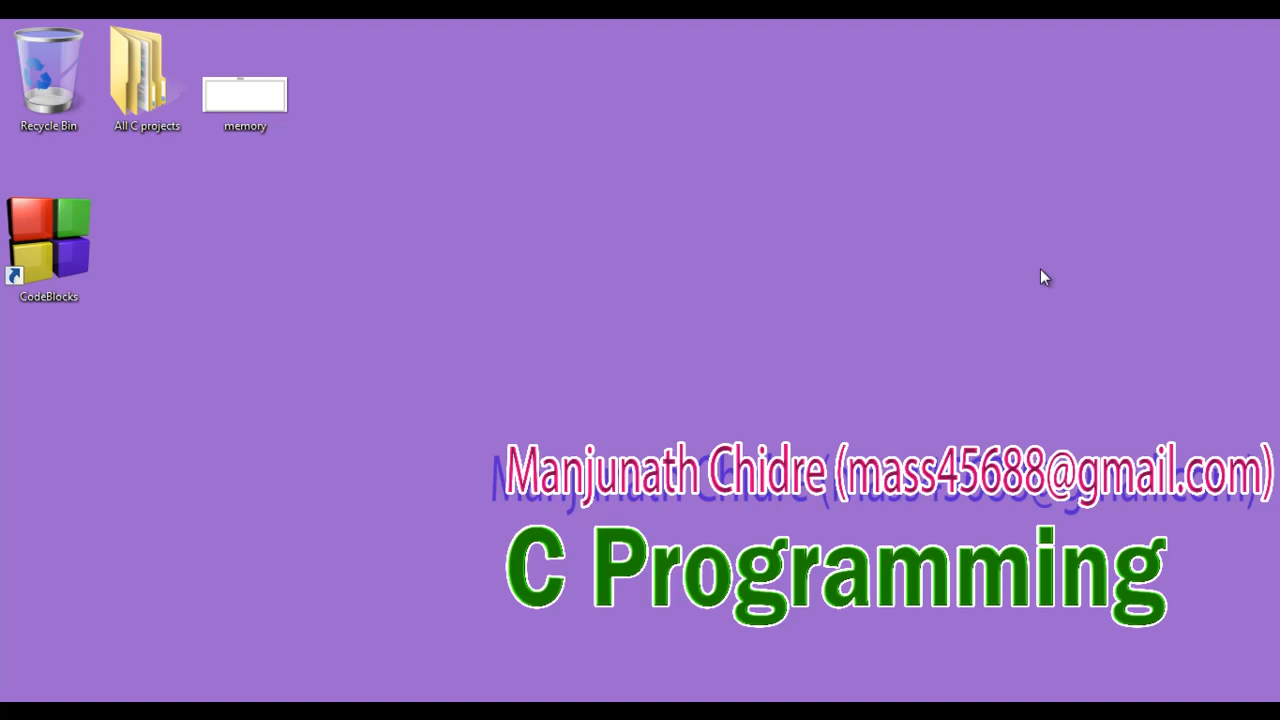 Recycle Bin
All C projects
memory
CodeBlocks
Manjunath Chidre (mass45688@gmail.com)
C Programming